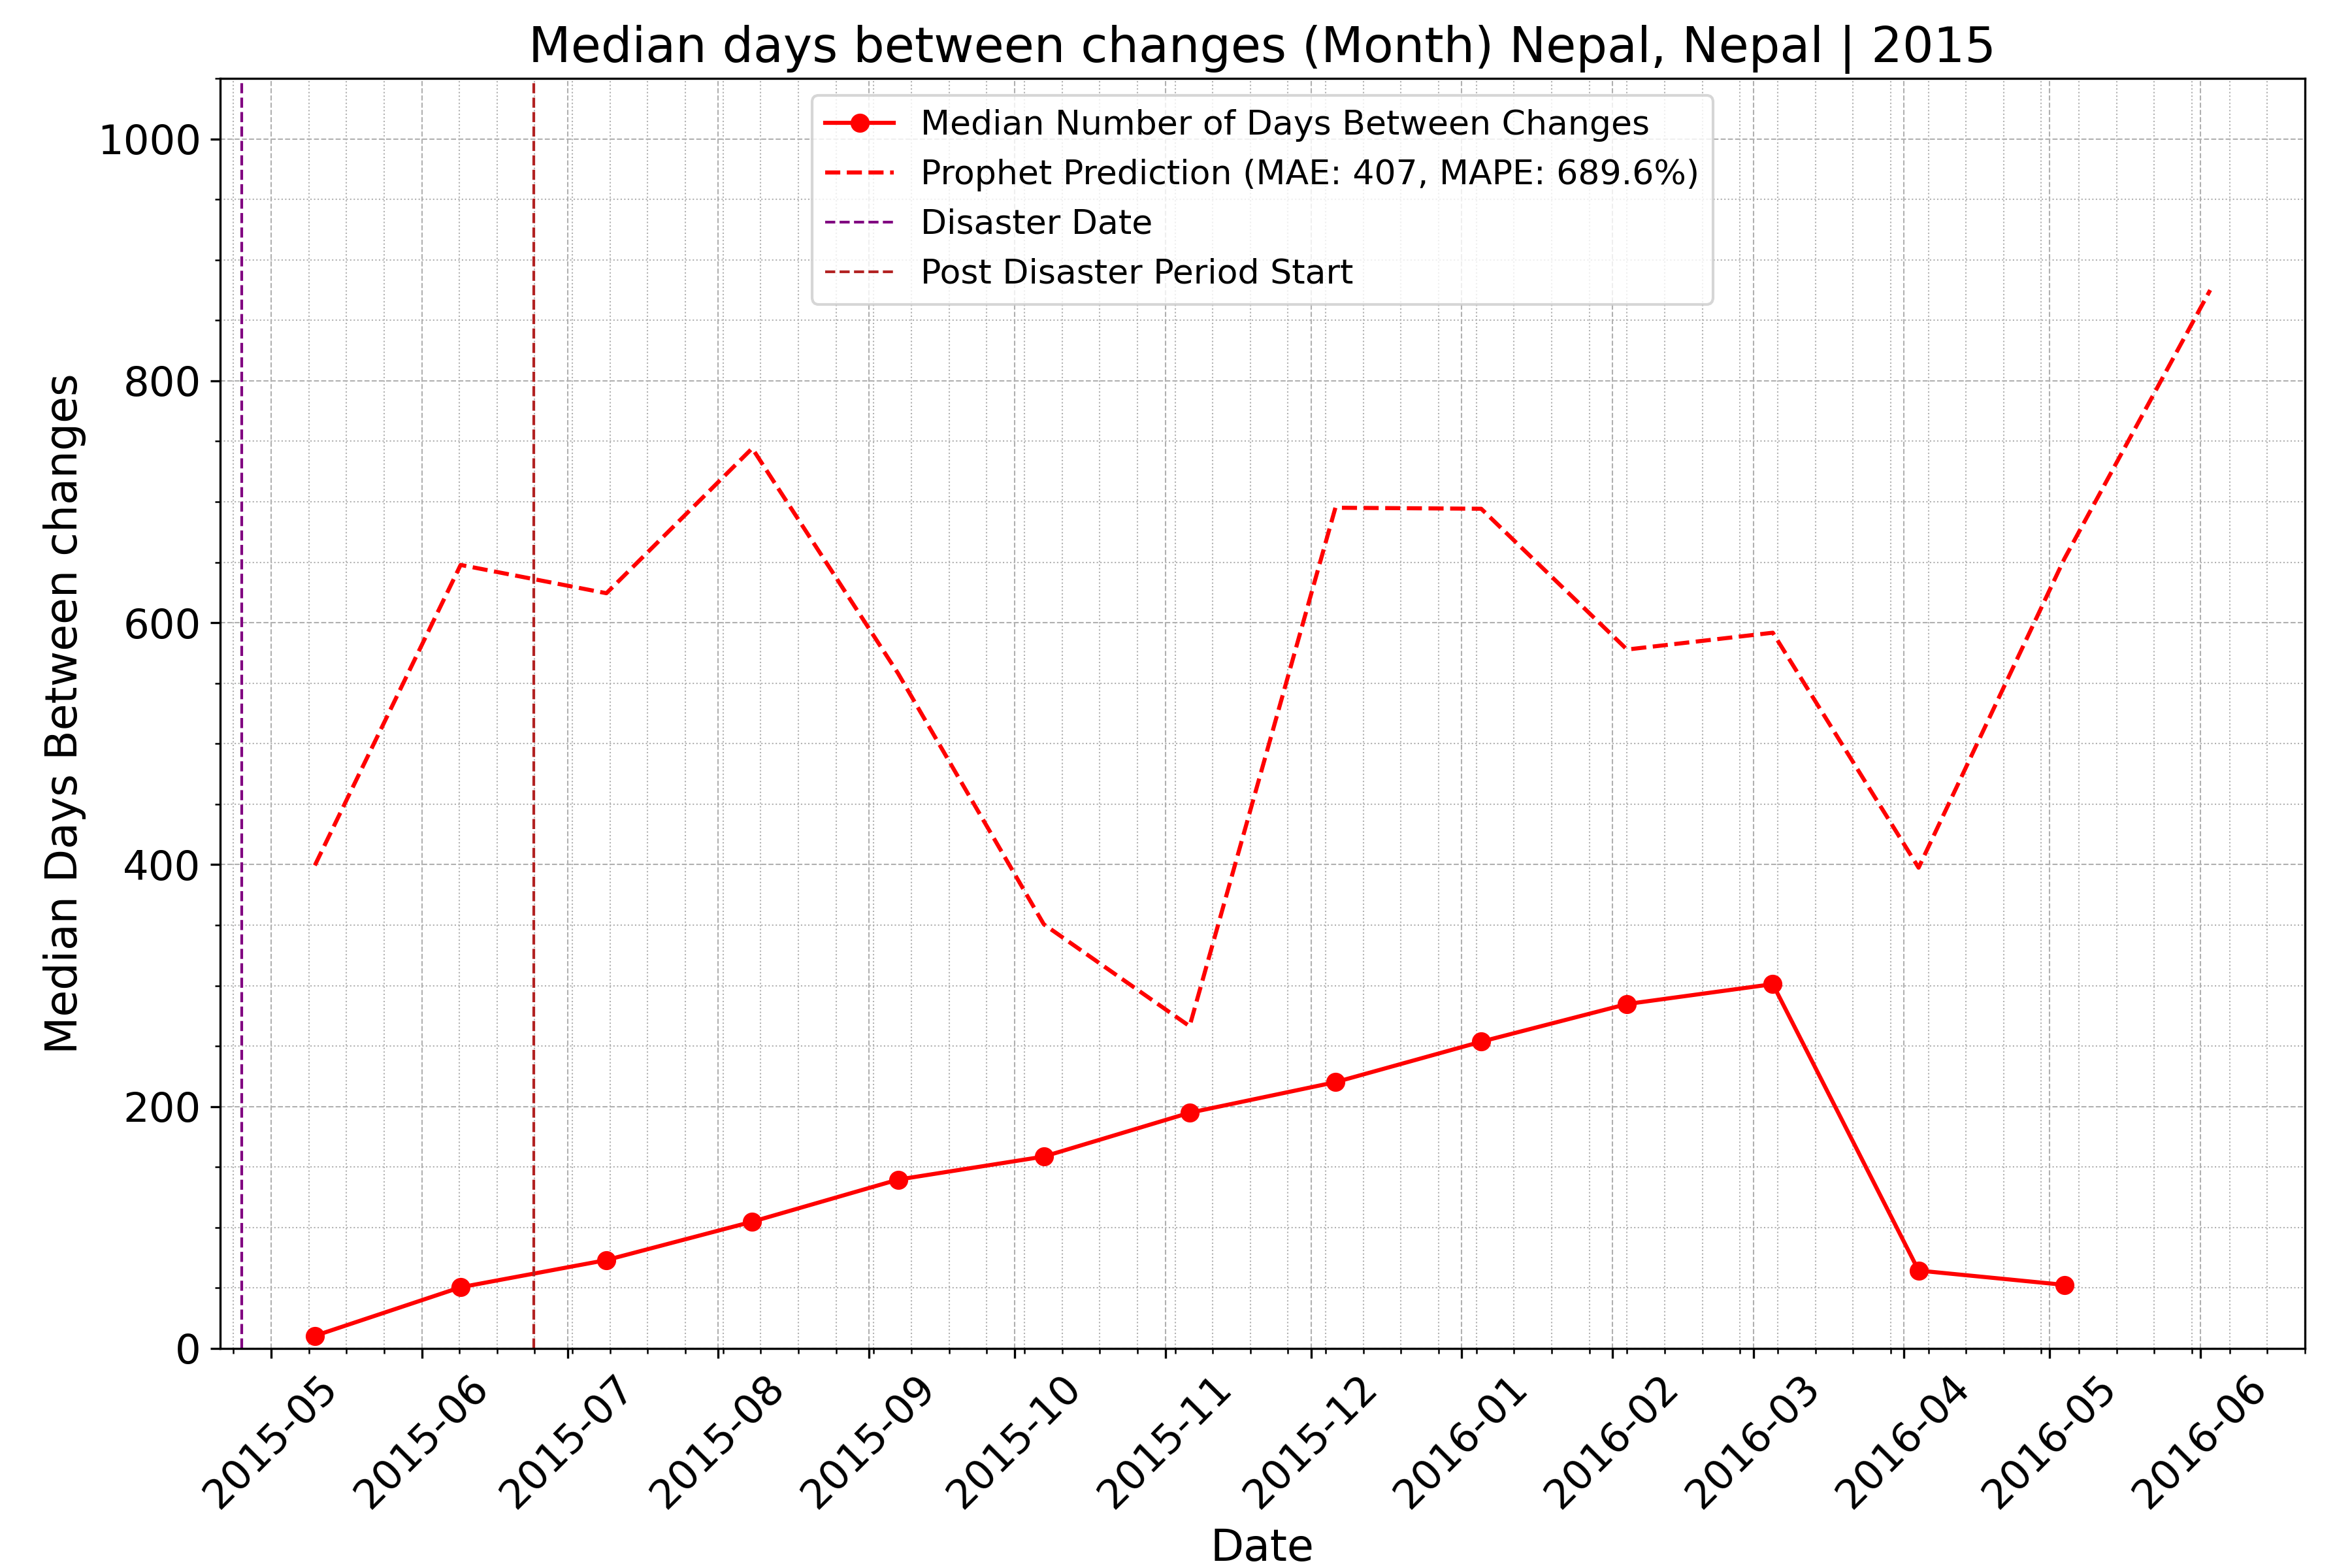 Median days between changes (Month) Nepal, Nepal | 2015
Median Number of Days Between Changes
Prophet Prediction (MAE: 407, MAPE: 689.6%)
Disaster Date
Post Disaster Period Start
Median Days Between changes
1000
800
600
400
200
0
2015-05
2015-06
2015-07
2015-08
2015-09
2015-10
2015-11
2015-12
2016-01
2016-02
2016-03
2016-04
2016-05
2016-06
Date